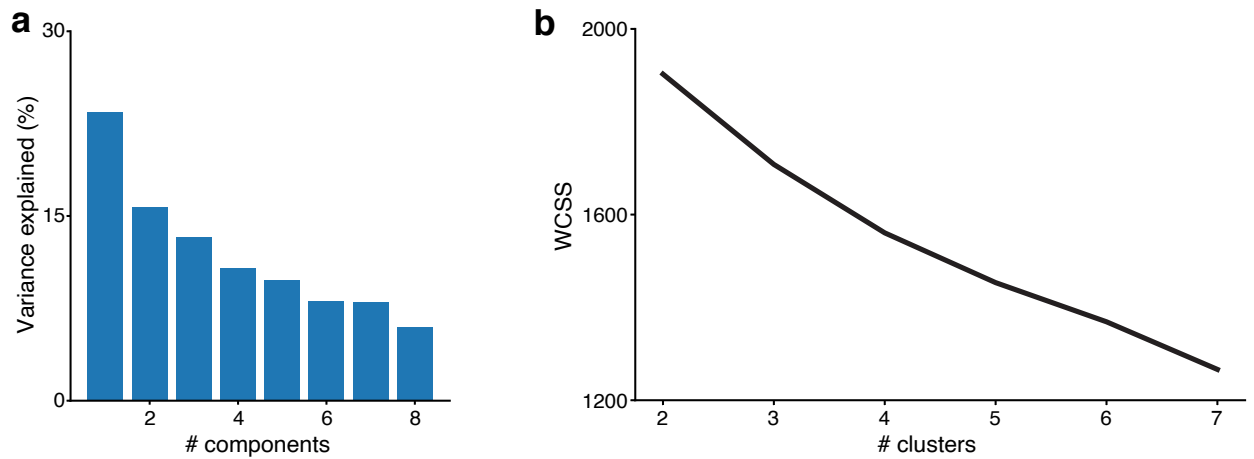 a
30
15
0
Variance explained (%)
2 4 6 8
# components
b
2000
1600
1200
WCSS
2 3 4 5 6 7
# clusters